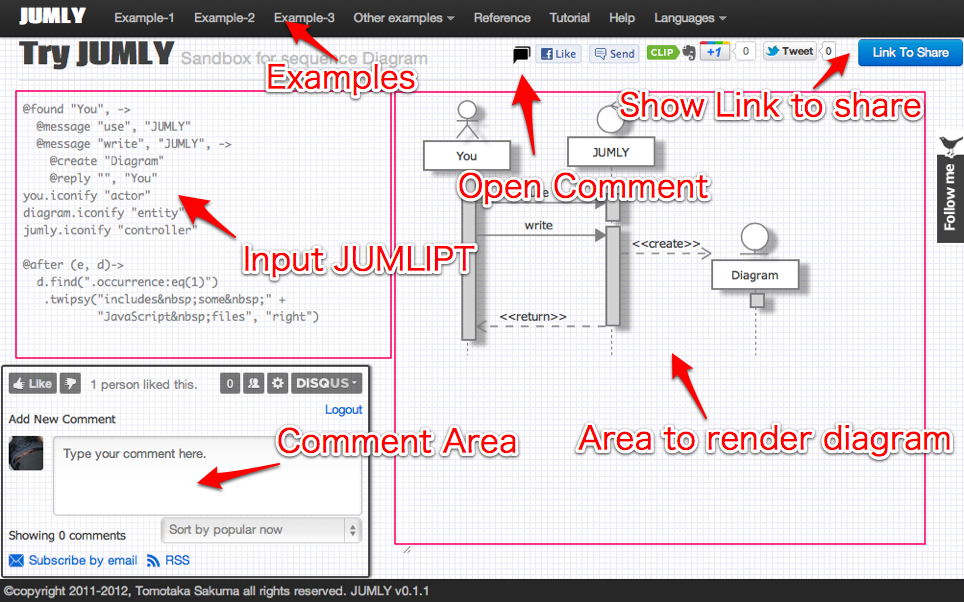 JUMLY Example-1 Example-2 Example-3 Other examples Reference Tutorial Help Languages
Try JUMLY Sandbox for sequence Diagram
Like Send CLIP +1 0 Tweet 0 Link To Share
Examples
Show Link to share
Open Comment
@found "You", ->
@message "use", "JUMLY"
@message "write", "JUMLY", ->
@create "Diagram"
@reply "", "You"
you.iconify "actor"
diagram.iconify "entity"
jumly.iconify "controller"
@after (e, d)->
d.find(".occurrence:eq(1)")
.twipsy("includes&nbsp;some&nbsp;" +
"JavaScript&nbsp;files", "right")
Input JUMLIPT
You
JUMLY
write
<<create>>
Diagram
<<return>>
Area to render diagram
Follow me
Like 1 person liked this. 0 DISQUS
Logout
Add New Comment
Type your comment here.
Comment Area
Sort by popular now
Showing 0 comments
Subscribe by email RSS
©copyright 2011-2012, Tomotaka Sakuma all rights reserved. JUMLY v0.1.1